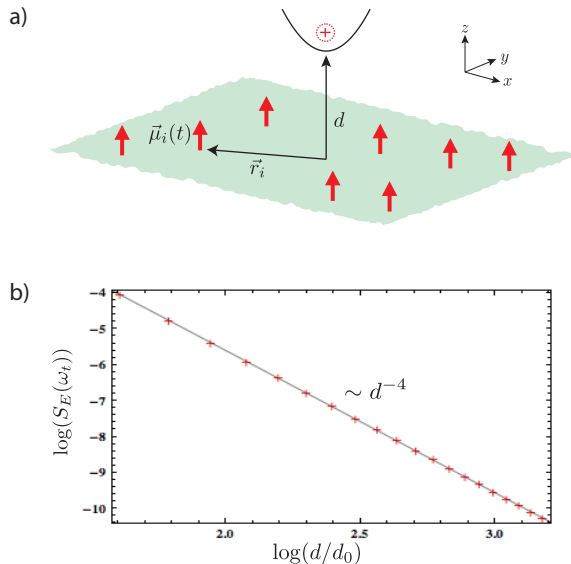 a)
+
z
y
x
d
μ⃗ᵢ(t)
r⃗ᵢ
b)
-4
-5
-6
-7
-8
-9
-10
log(S_E(ω_t))
∼ d⁻⁴
2.0
2.5
3.0
log(d/d₀)